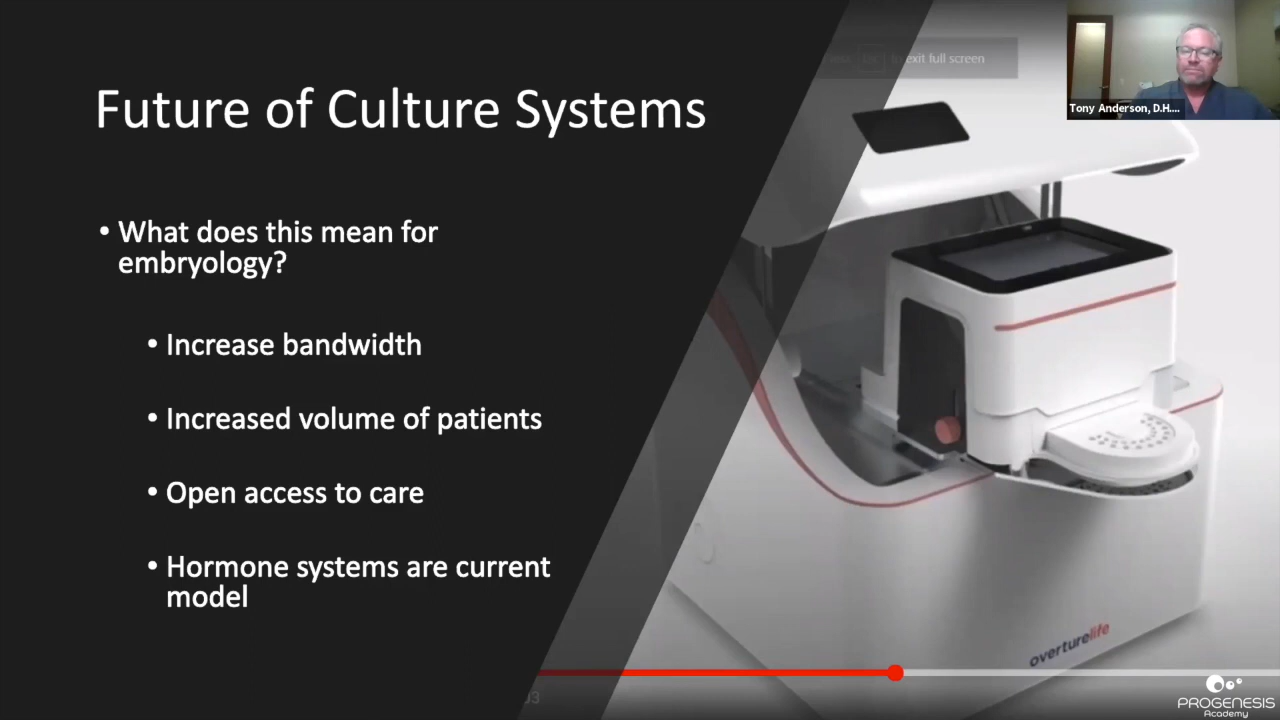 to exit full screen
Tony Anderson, D.H....
Future of Culture Systems
• What does this mean for
embryology?
• Increase bandwidth
• Increased volume of patients
• Open access to care
• Hormone systems are current
model
overturelife
PROGENESIS
Academy